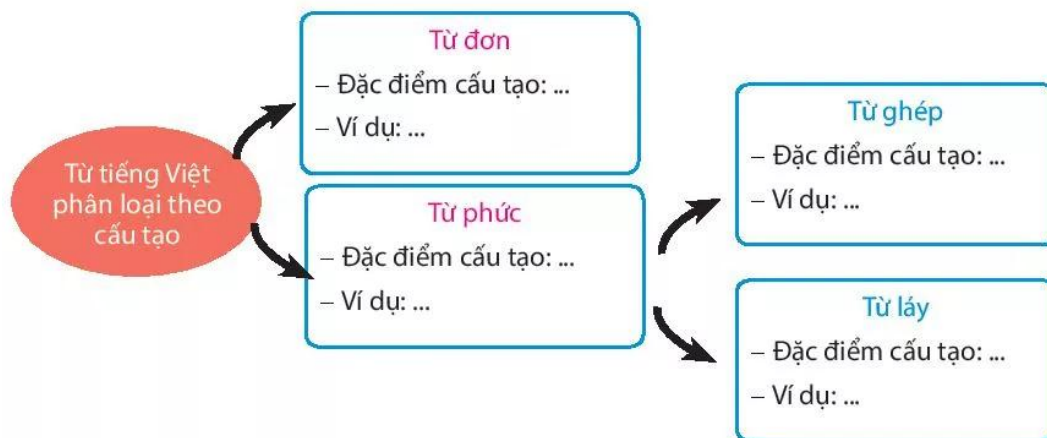 Từ tiếng Việt
phân loại theo
cấu tạo
Từ đơn
– Đặc điểm cấu tạo: ...
– Ví dụ: ...
Từ phức
– Đặc điểm cấu tạo: ...
– Ví dụ: ...
Từ ghép
– Đặc điểm cấu tạo: ...
– Ví dụ: ...
Từ láy
– Đặc điểm cấu tạo: ...
– Ví dụ: ...